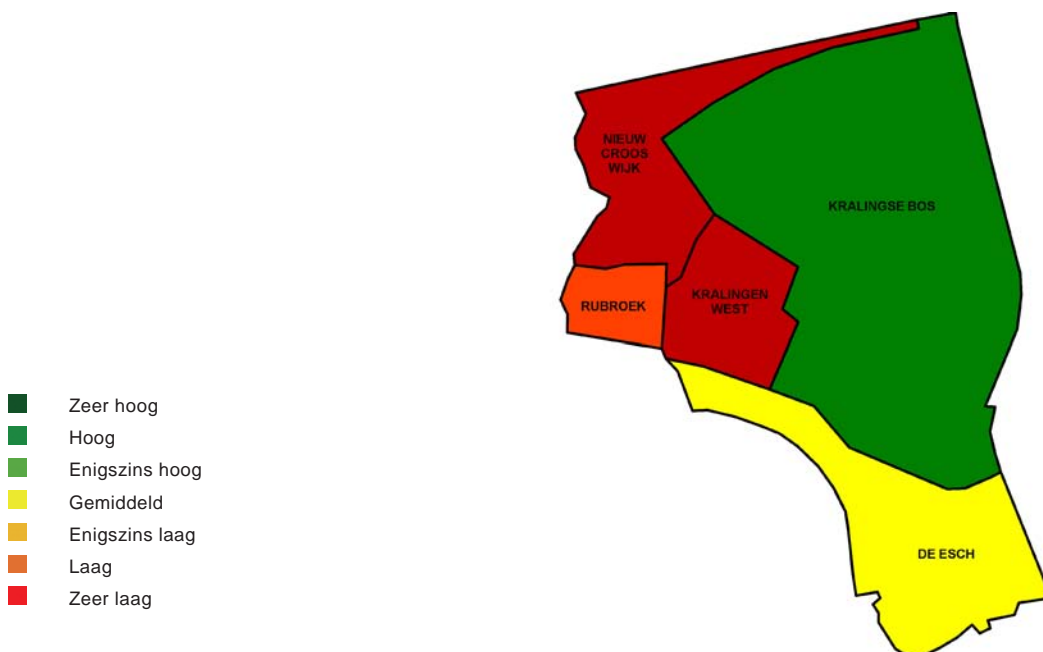 NIEUW
CROOS
WIJK
KRALINGSE BOS
KRALINGEN
WEST
RUBROEK
DE ESCH
Zeer hoog
Hoog
Enigszins hoog
Gemiddeld
Enigszins laag
Laag
Zeer laag